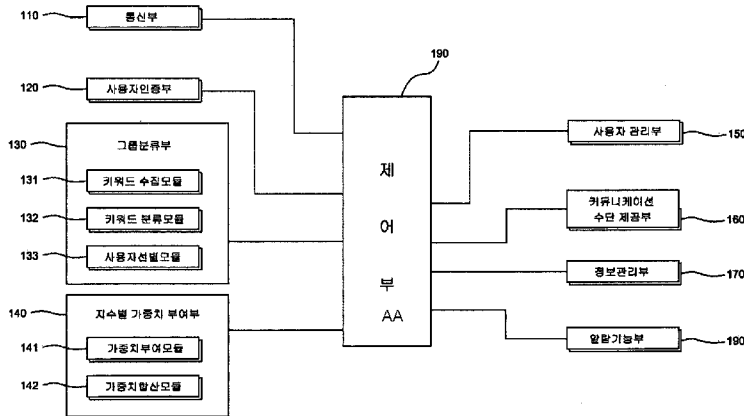 110
통신부
120
사용자인증부
130
그룹분류부
131
키워드 수집모듈
132
키워드 분류모듈
133
사용자선별모듈
140
지수별 가중치 부여부
141
가중치부여모듈
142
가중치합산모듈
190
제
어
부
AA
사용자 관리부
150
커뮤니케이션
수단 제공부
160
정보관리부
170
알람기능부
190